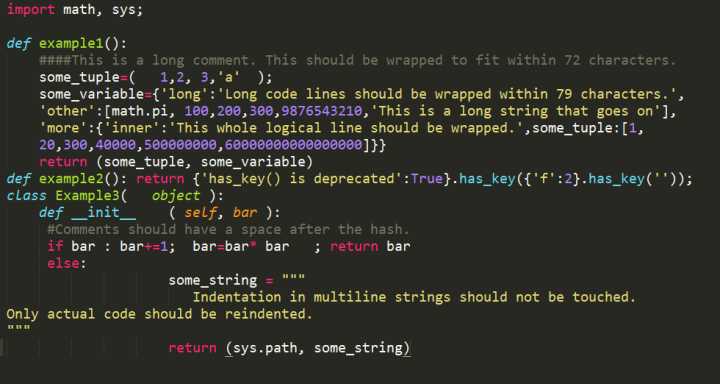 import math, sys;

def example1():
    ####This is a long comment. This should be wrapped to fit within 72 characters.
    some_tuple=(   1,2, 3,'a'  );
    some_variable={'long':'Long code lines should be wrapped within 79 characters.',
    'other':[math.pi, 100,200,300,9876543210,'This is a long string that goes on'],
    'more':{'inner':'This whole logical line should be wrapped.',some_tuple:[1,
    20,300,40000,500000000,60000000000000000]}}
    return (some_tuple, some_variable)
def example2(): return {'has_key() is deprecated':True}.has_key({'f':2}.has_key(''));
class Example3(   object ):
    def __init__    ( self, bar ):
     #Comments should have a space after the hash.
     if bar : bar+=1;  bar=bar* bar   ; return bar
     else:
                    some_string = """
                       Indentation in multiline strings should not be touched.
Only actual code should be reindented.
"""
                    return (sys.path, some_string)